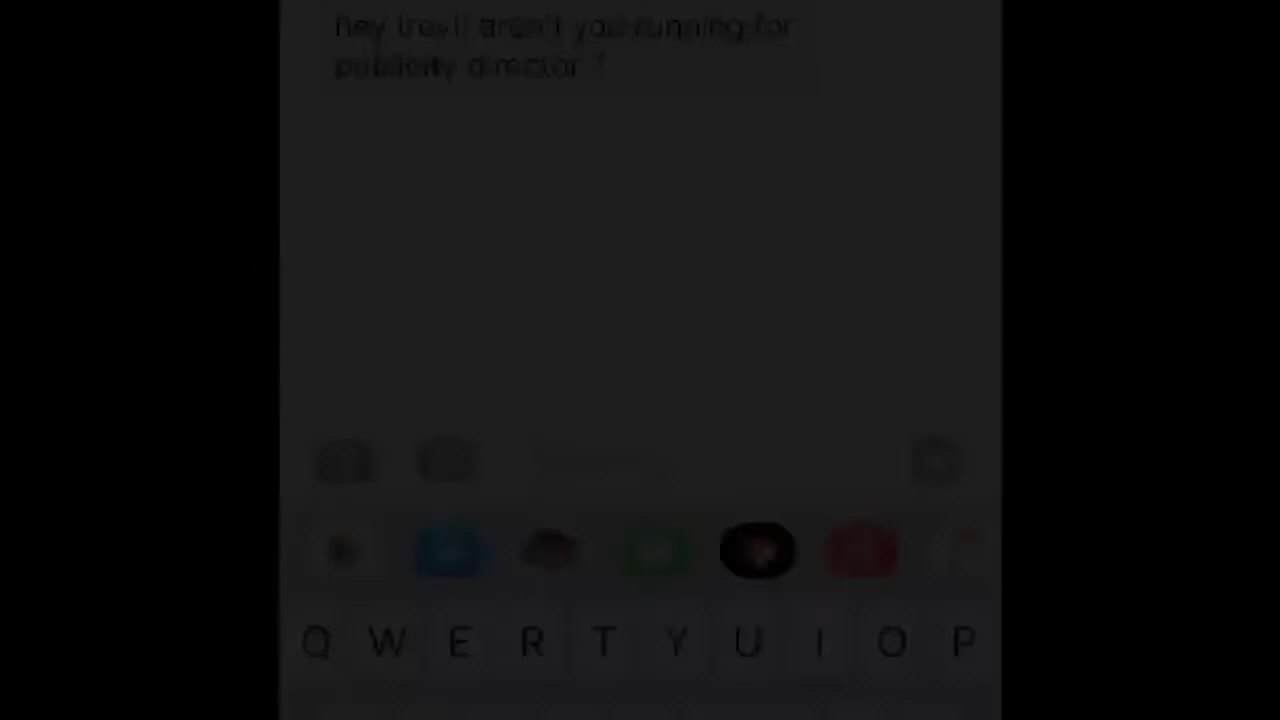 hey trevi! aren't you running for
publicity director?
Q W E R T Y U I O P